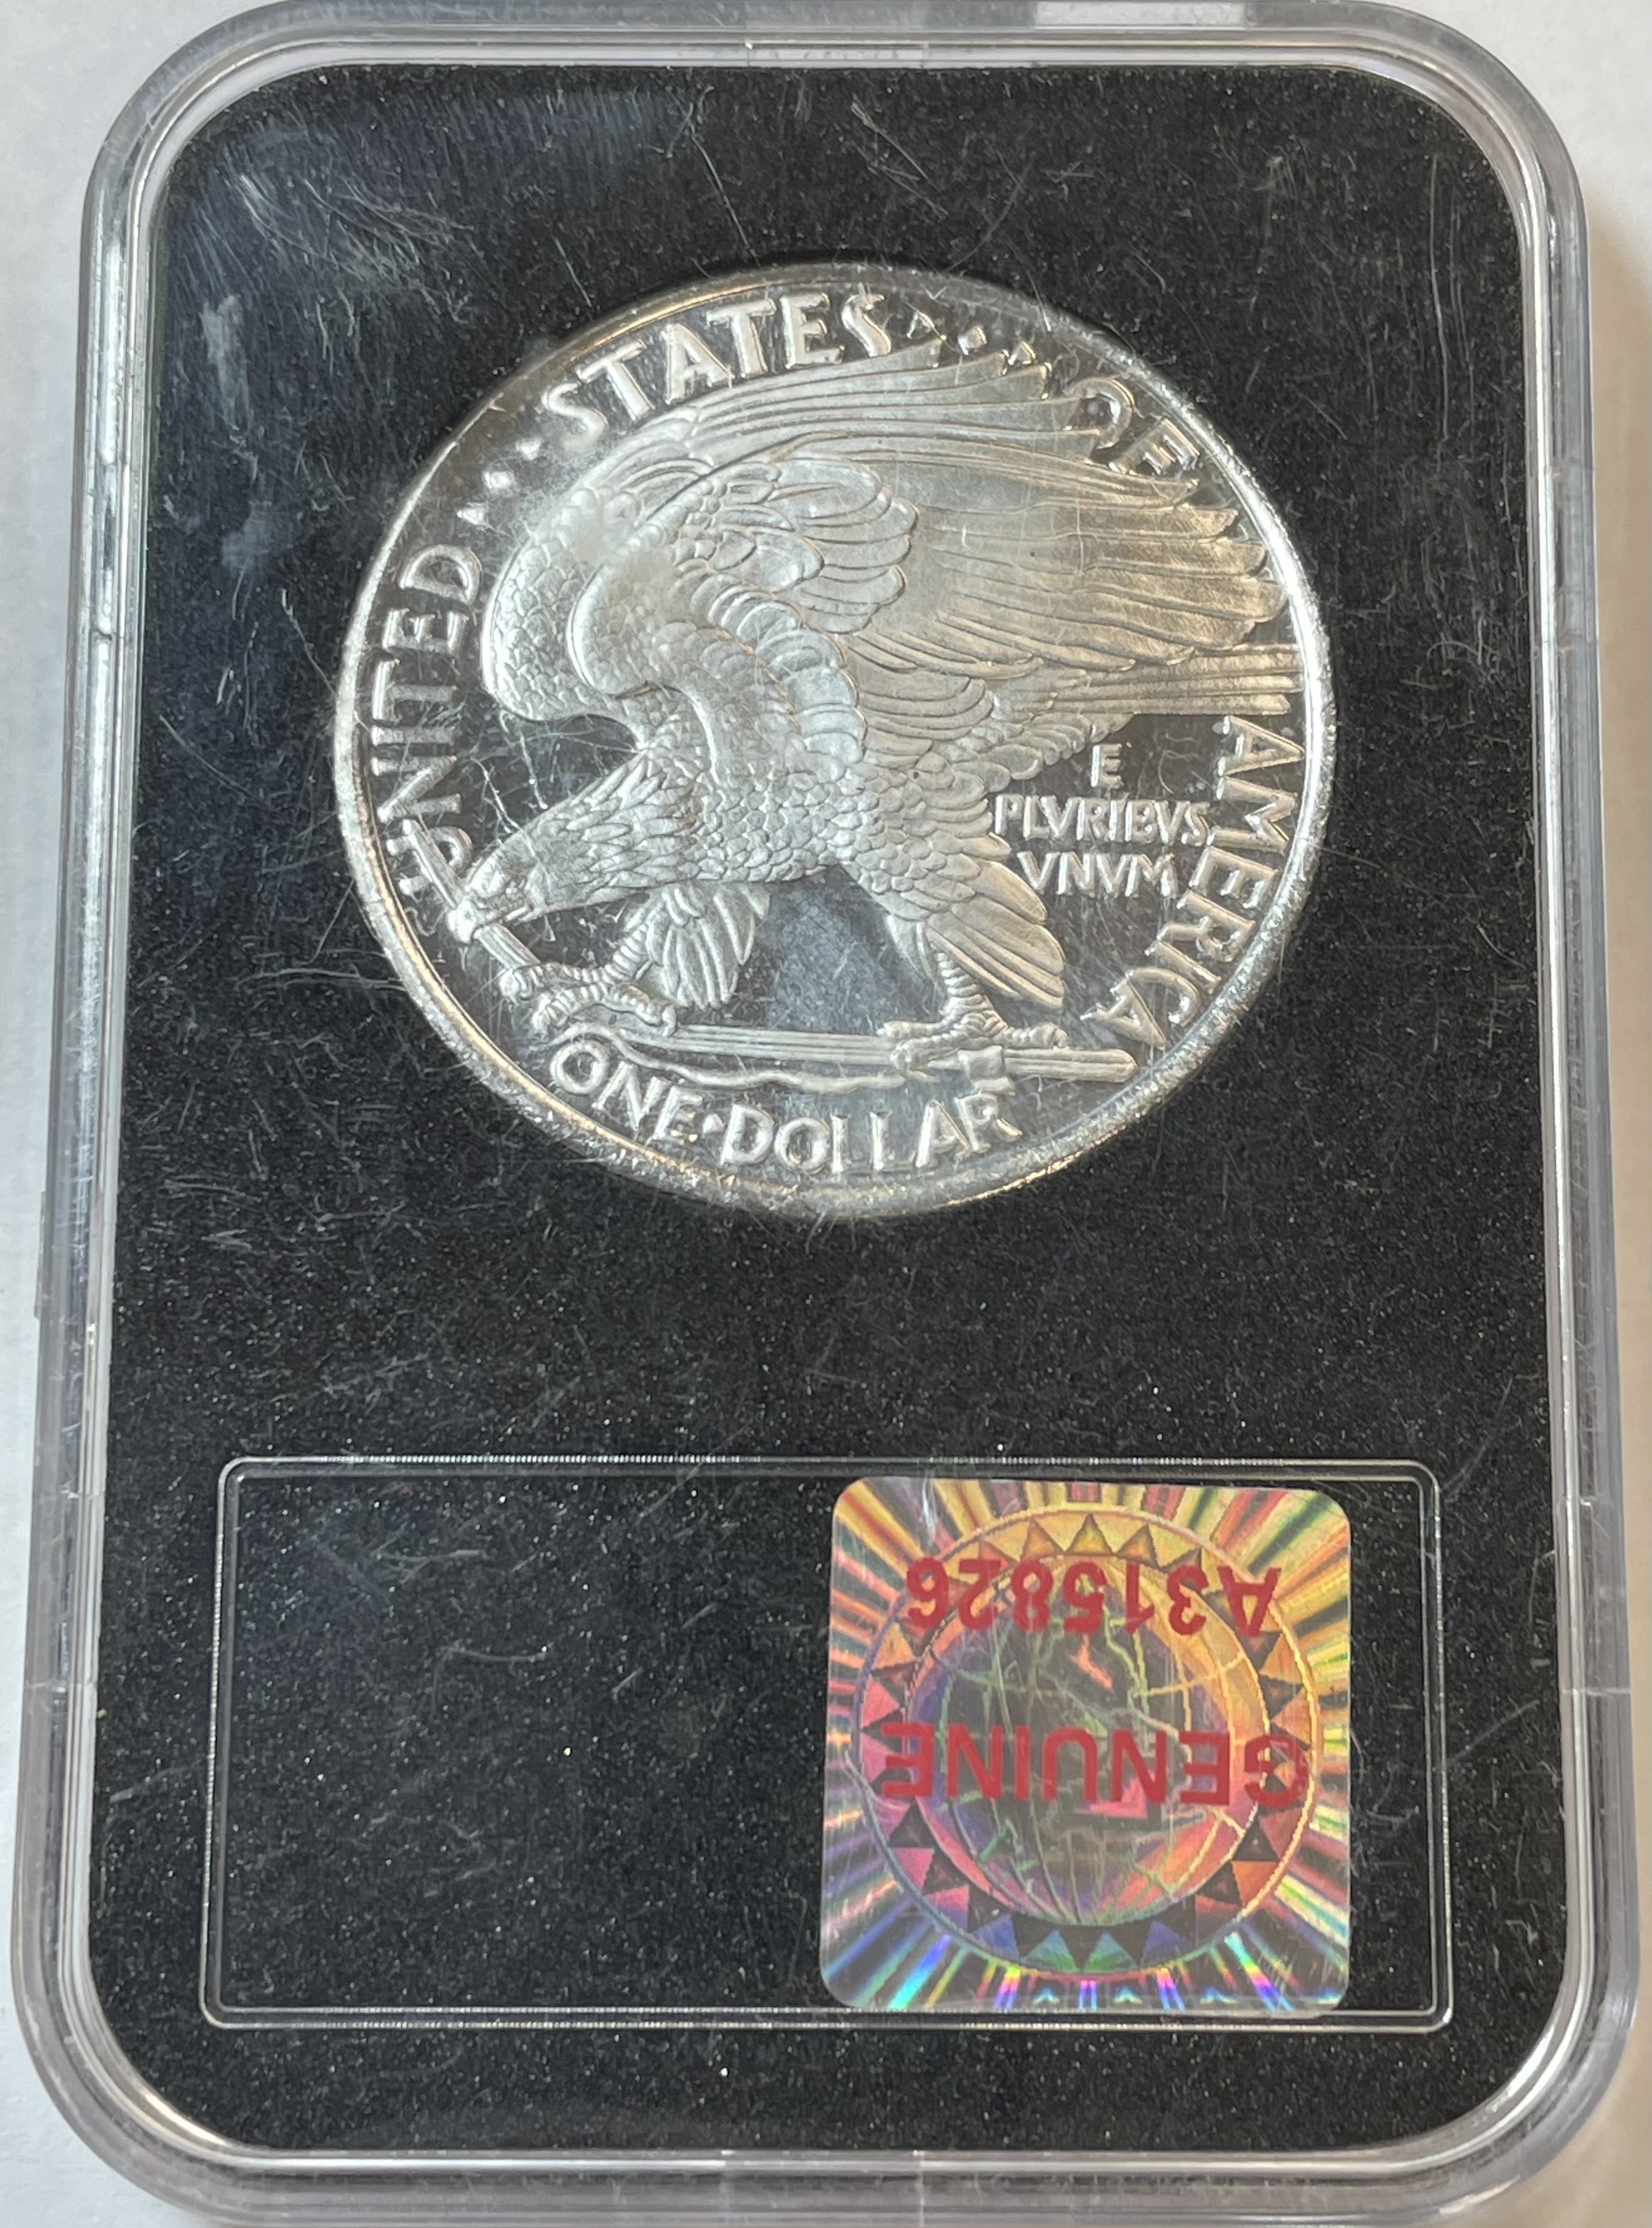 UNITED · STATES · OF · AMERICA
E
PLVRIBVS
VNVM
ONE·DOLLAR
GENUINE
A315826